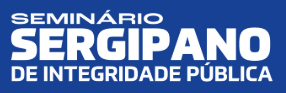 SEMINÁRIO
SERGIPANO
DE INTEGRIDADE PÚBLICA